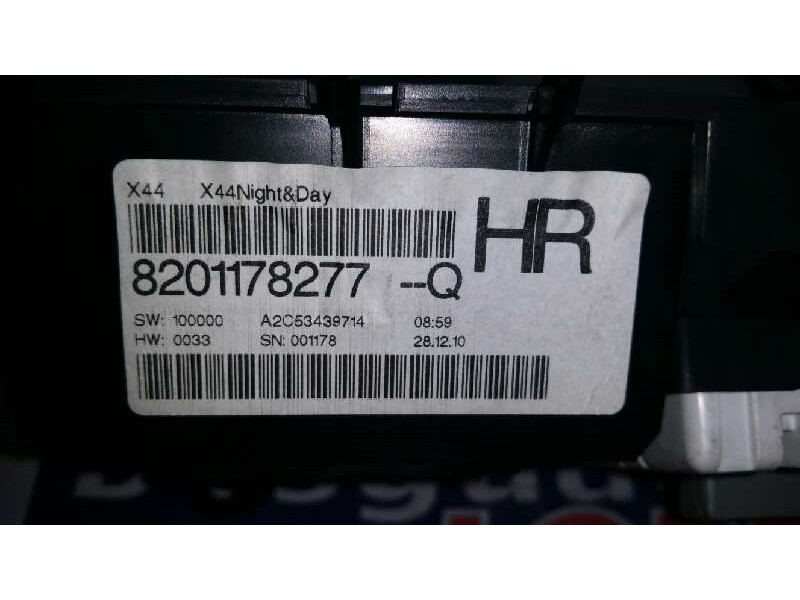 X44 X44Night&Day
HR
8201178277 --Q
SW: 100000 A2C53439714 08:59
HW: 0033 SN: 001178 28.12.10